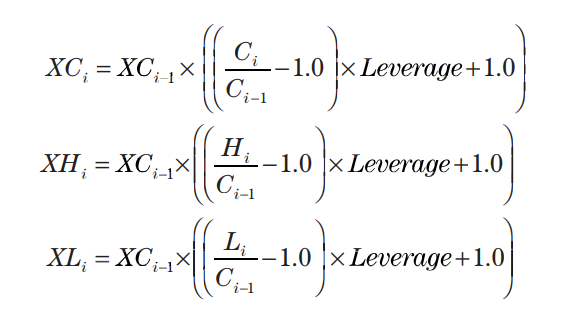 XC_i = XC_{i-1} × ((C_i / C_{i-1} − 1.0) × Leverage + 1.0)
XH_i = XC_{i-1} × ((H_i / C_{i-1} − 1.0) × Leverage + 1.0)
XL_i = XC_{i-1} × ((L_i / C_{i-1} − 1.0) × Leverage + 1.0)